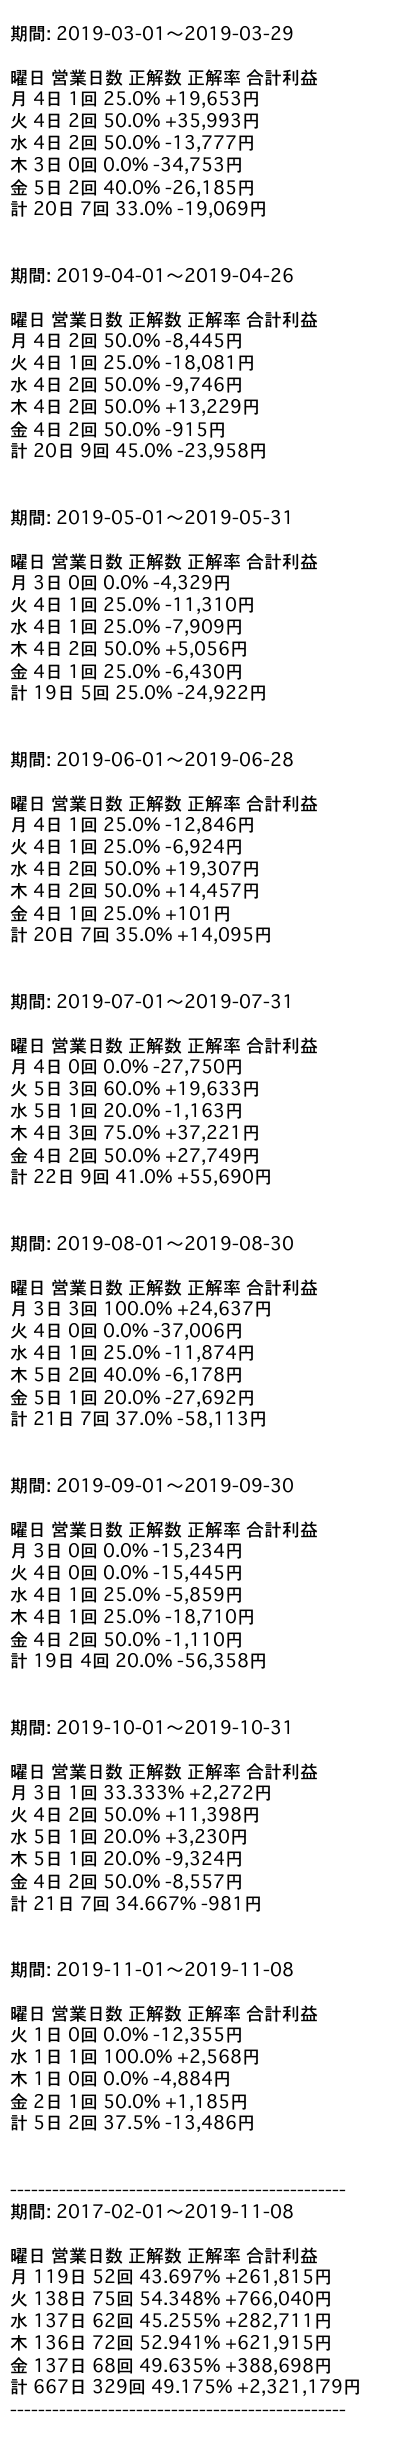 期間: 2019-03-01〜2019-03-29
曜日 営業日数 正解数 正解率 合計利益
月 4日 1回 25.0% +19,653円
火 4日 2回 50.0% +35,993円
水 4日 2回 50.0% -13,777円
木 3日 0回 0.0% -34,753円
金 5日 2回 40.0% -26,185円
計 20日 7回 33.0% -19,069円
期間: 2019-04-01〜2019-04-26
曜日 営業日数 正解数 正解率 合計利益
月 4日 2回 50.0% -8,445円
火 4日 1回 25.0% -18,081円
水 4日 2回 50.0% -9,746円
木 4日 2回 50.0% +13,229円
金 4日 2回 50.0% -915円
計 20日 9回 45.0% -23,958円
期間: 2019-05-01〜2019-05-31
曜日 営業日数 正解数 正解率 合計利益
月 3日 0回 0.0% -4,329円
火 4日 1回 25.0% -11,310円
水 4日 1回 25.0% -7,909円
木 4日 2回 50.0% +5,056円
金 4日 1回 25.0% -6,430円
計 19日 5回 25.0% -24,922円
期間: 2019-06-01〜2019-06-28
曜日 営業日数 正解数 正解率 合計利益
月 4日 1回 25.0% -12,846円
火 4日 1回 25.0% -6,924円
水 4日 2回 50.0% +19,307円
木 4日 2回 50.0% +14,457円
金 4日 1回 25.0% +101円
計 20日 7回 35.0% +14,095円
期間: 2019-07-01〜2019-07-31
曜日 営業日数 正解数 正解率 合計利益
月 4日 0回 0.0% -27,750円
火 5日 3回 60.0% +19,633円
水 5日 1回 20.0% -1,163円
木 4日 3回 75.0% +37,221円
金 4日 2回 50.0% +27,749円
計 22日 9回 41.0% +55,690円
期間: 2019-08-01〜2019-08-30
曜日 営業日数 正解数 正解率 合計利益
月 3日 3回 100.0% +24,637円
火 4日 0回 0.0% -37,006円
水 4日 1回 25.0% -11,874円
木 5日 2回 40.0% -6,178円
金 5日 1回 20.0% -27,692円
計 21日 7回 37.0% -58,113円
期間: 2019-09-01〜2019-09-30
曜日 営業日数 正解数 正解率 合計利益
月 3日 0回 0.0% -15,234円
火 4日 0回 0.0% -15,445円
水 4日 1回 25.0% -5,859円
木 4日 1回 25.0% -18,710円
金 4日 2回 50.0% -1,110円
計 19日 4回 20.0% -56,358円
期間: 2019-10-01〜2019-10-31
曜日 営業日数 正解数 正解率 合計利益
月 3日 1回 33.333% +2,272円
火 4日 2回 50.0% +11,398円
水 5日 1回 20.0% +3,230円
木 5日 1回 20.0% -9,324円
金 4日 2回 50.0% -8,557円
計 21日 7回 34.667% -981円
期間: 2019-11-01〜2019-11-08
曜日 営業日数 正解数 正解率 合計利益
火 1日 0回 0.0% -12,355円
水 1日 1回 100.0% +2,568円
木 1日 0回 0.0% -4,884円
金 2日 1回 50.0% +1,185円
計 5日 2回 37.5% -13,486円
------------------------------------------------
期間: 2017-02-01〜2019-11-08
曜日 営業日数 正解数 正解率 合計利益
月 119日 52回 43.697% +261,815円
火 138日 75回 54.348% +766,040円
水 137日 62回 45.255% +282,711円
木 136日 72回 52.941% +621,915円
金 137日 68回 49.635% +388,698円
計 667日 329回 49.175% +2,321,179円
------------------------------------------------